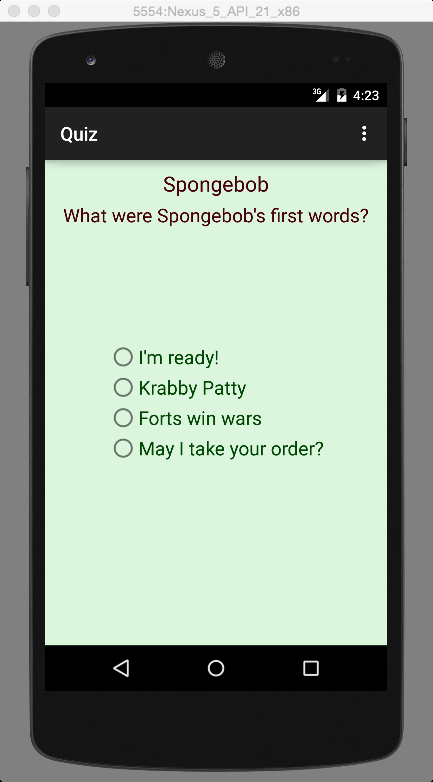 5554:Nexus_5_API_21_x86
3G 4:23
Quiz
Spongebob
What were Spongebob's first words?
I'm ready!
Krabby Patty
Forts win wars
May I take your order?